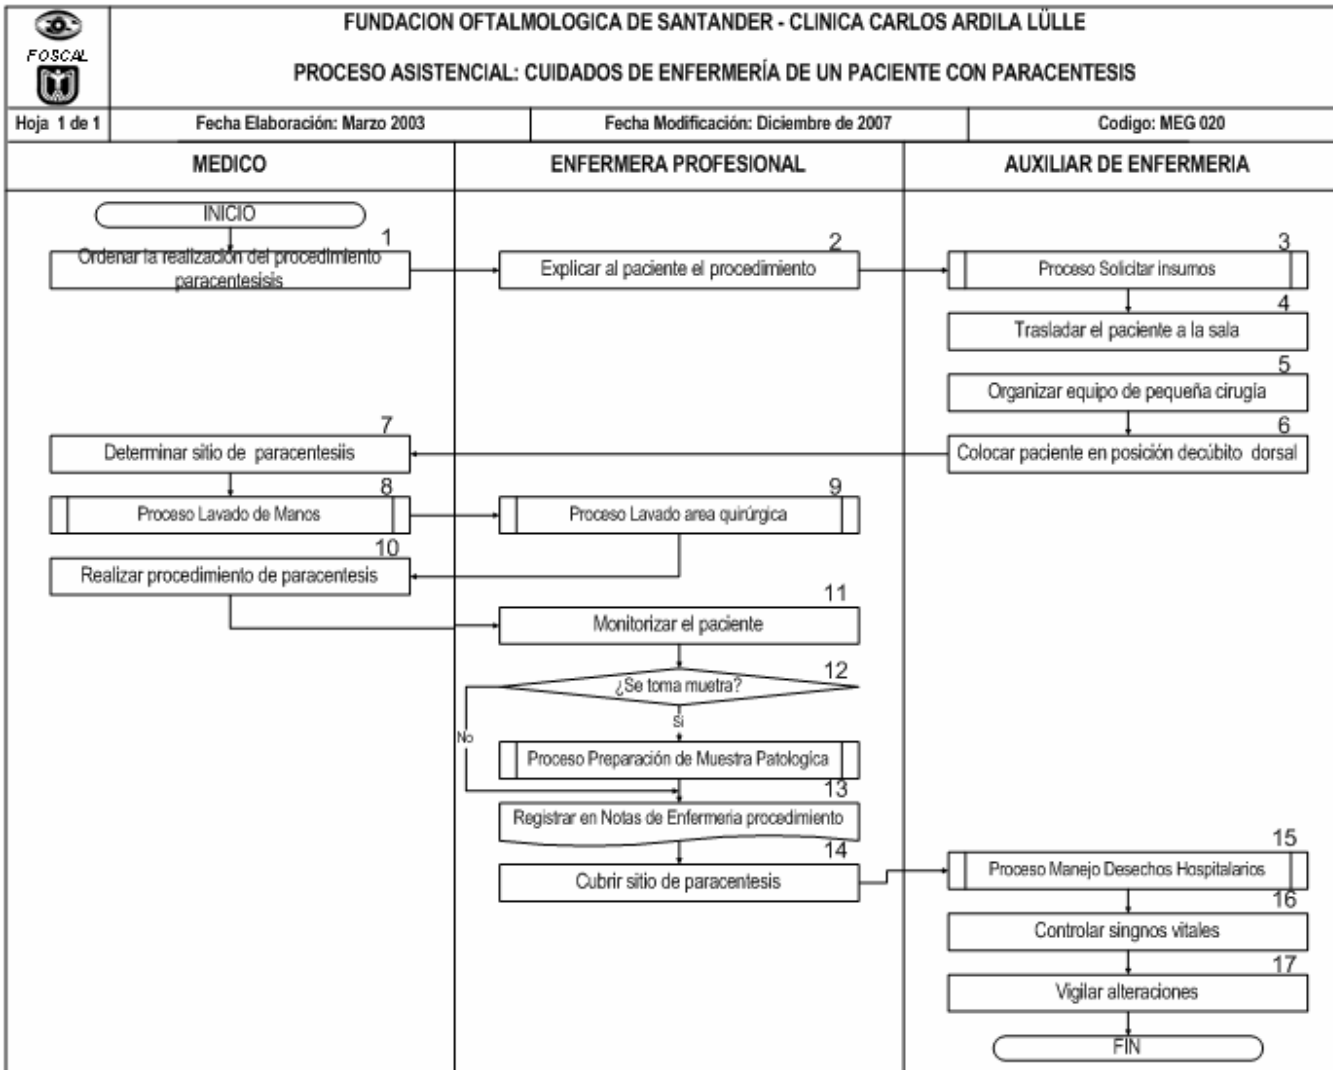 FOSCAL
FUNDACION OFTALMOLOGICA DE SANTANDER - CLINICA CARLOS ARDILA LÜLLE
PROCESO ASISTENCIAL: CUIDADOS DE ENFERMERÍA DE UN PACIENTE CON PARACENTESIS
Hoja 1 de 1
Fecha Elaboración: Marzo 2003
Fecha Modificación: Diciembre de 2007
Codigo: MEG 020
MEDICO
ENFERMERA PROFESIONAL
AUXILIAR DE ENFERMERIA
INICIO
1
Ordenar la realización del procedimiento
paracentesisis
2
Explicar al paciente el procedimiento
3
Proceso Solicitar insumos
4
Trasladar el paciente a la sala
5
Organizar equipo de pequeña cirugía
6
Colocar paciente en posición decúbito dorsal
7
Determinar sitio de paracentesiis
8
Proceso Lavado de Manos
9
Proceso Lavado area quirúrgica
10
Realizar procedimiento de paracentesis
11
Monitorizar el paciente
12
¿Se toma muetra?
Si
No
Proceso Preparación de Muestra Patologíca
13
Registrar en Notas de Enfermeria procedimiento
14
Cubrir sitio de paracentesis
15
Proceso Manejo Desechos Hospitalarios
16
Controlar singnos vitales
17
Vigilar alteraciones
FIN